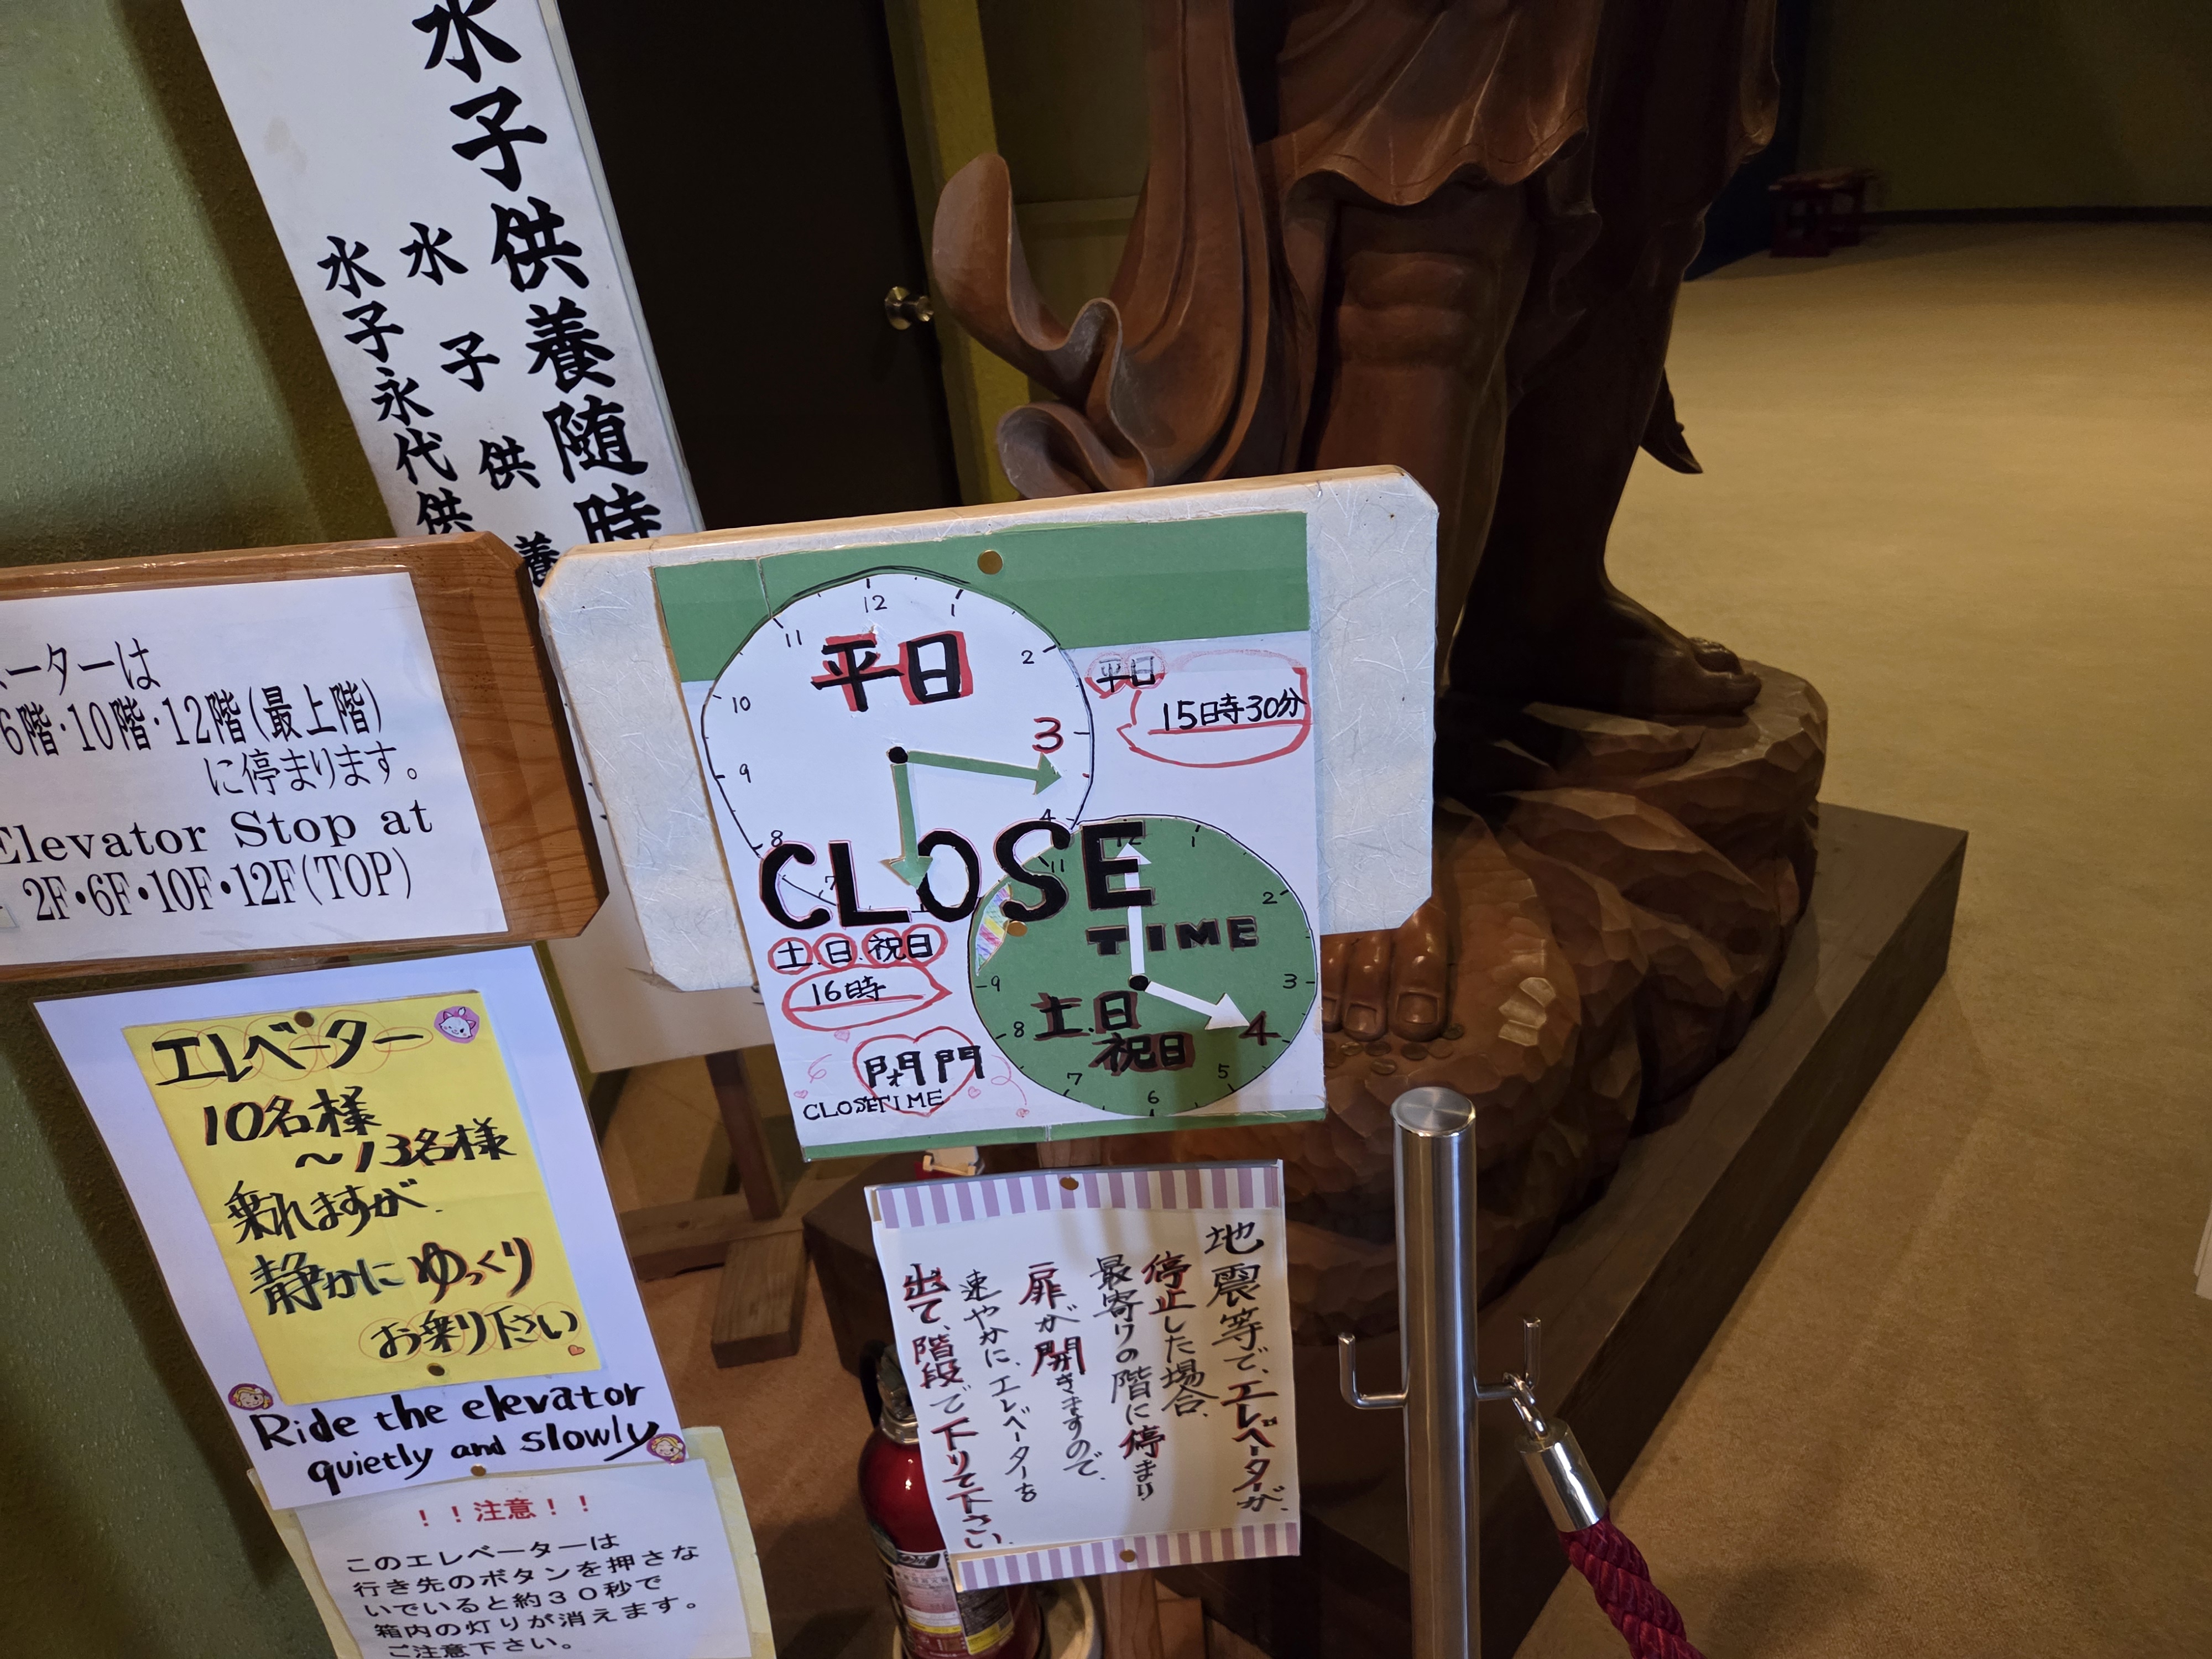 水子供養随時
水子供養
水子永代供
ーターは
6階・10階・12階(最上階)
に停まります。
Elevator Stop at
2F・6F・10F・12F(TOP)
エレベーター
10名様
～13名様
乗れますが
静かにゆっくり
お乗り下さい
Ride the elevator
quietly and slowly
！！注意！！
このエレベーターは
行き先のボタンを押さな
いでいると約３０秒で
箱内の灯りが消えます。
ご注意下さい。
12
1
2
3
4
7
8
9
10
11
平日
平日
15時30分
CLOSE
TIME
土.日.祝日
16時
閉門
CLOSETIME
12
1
2
3
4
5
6
7
8
9
11
土.日
祝日
地震等で、エレベーターが、
停止した場合、
最寄りの階に停まり
扉が開きますので、
速やかに、エレベーターを
出て、階段で下りて下さい。